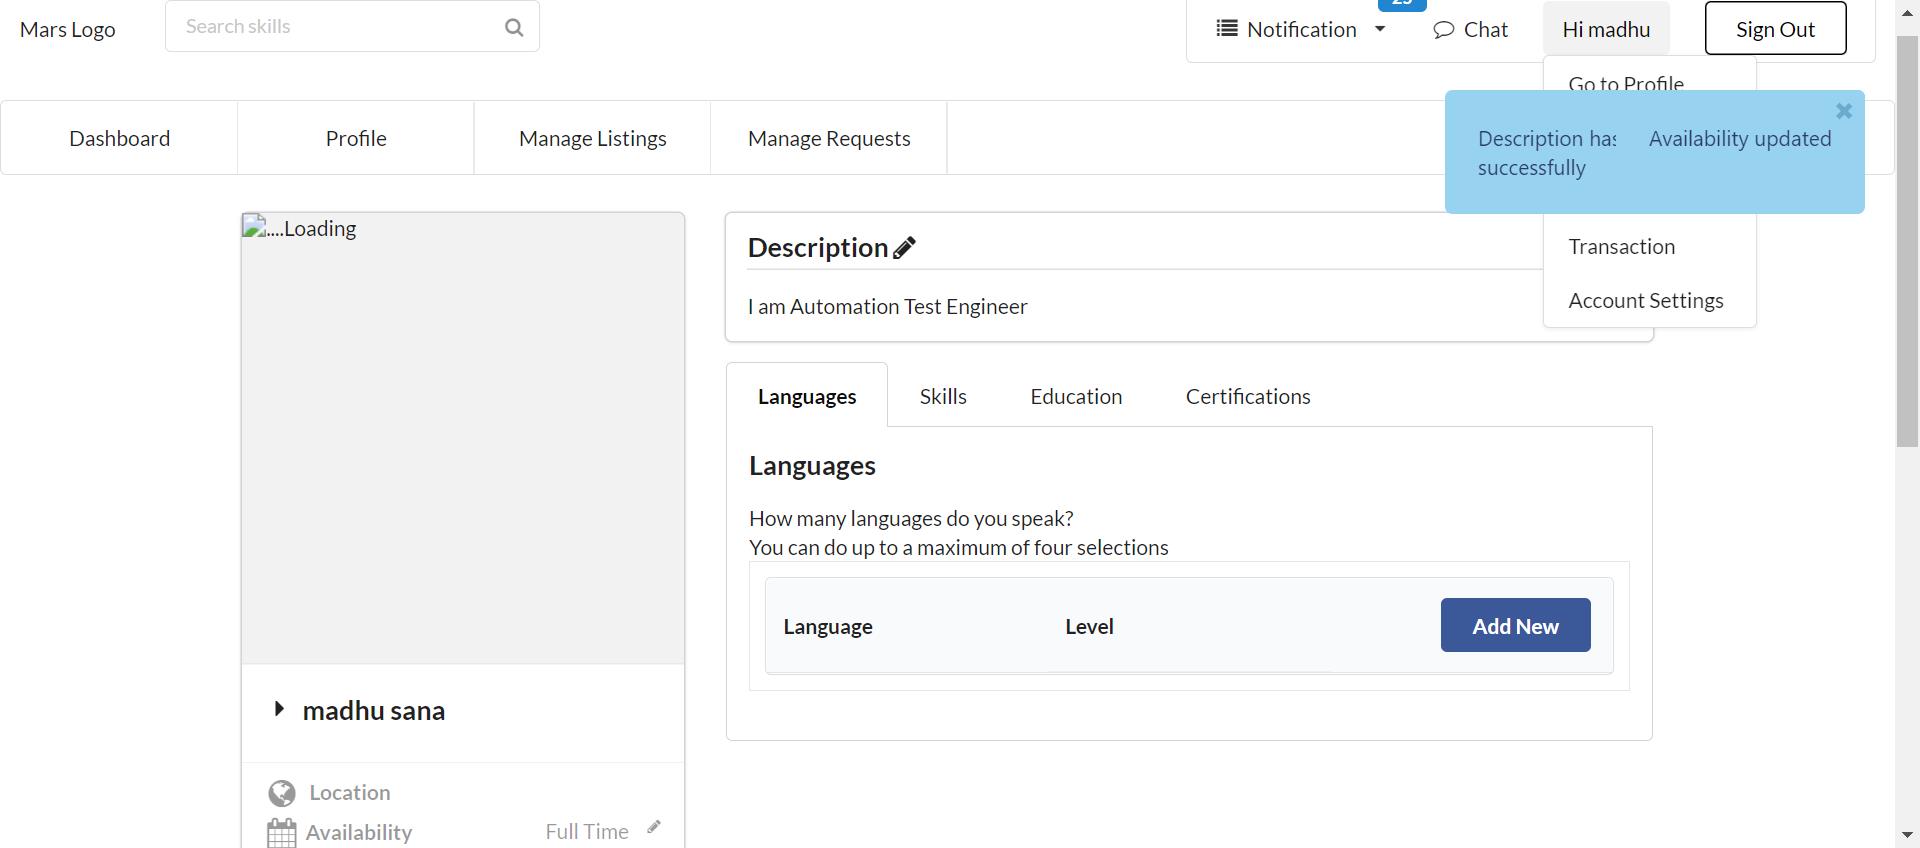 Mars Logo
Search skills
Notification
Chat
Hi madhu
Sign Out
Go to Profile
Dashboard
Profile
Manage Listings
Manage Requests
Description has
successfully
Availability updated
....Loading
Description
I am Automation Test Engineer
Transaction
Account Settings
Languages
Skills
Education
Certifications
Languages
How many languages do you speak?
You can do up to a maximum of four selections
Language
Level
Add New
madhu sana
Location
Availability
Full Time